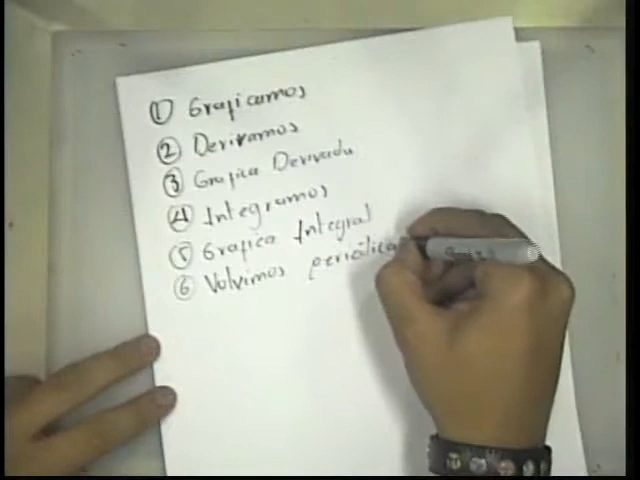 ① Graficamos
② Derivamos
③ Grafica Derivada
④ Integramos
⑤ Grafica Integral
⑥ Volvimos periódica